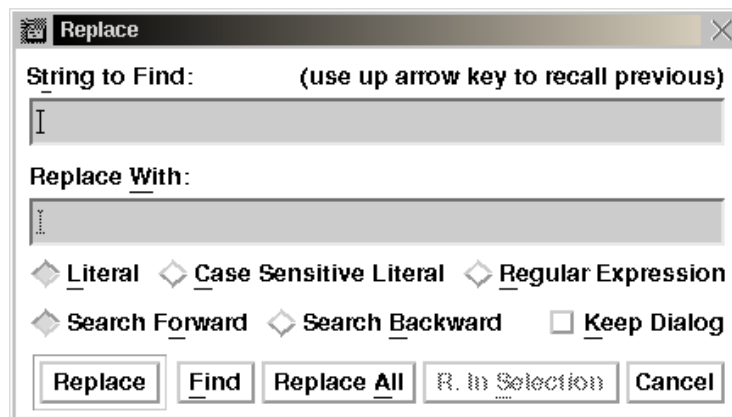 Replace
String to Find: (use up arrow key to recall previous)
Replace With:
Literal Case Sensitive Literal Regular Expression
Search Forward Search Backward Keep Dialog
Replace Find Replace All R. In Selection Cancel